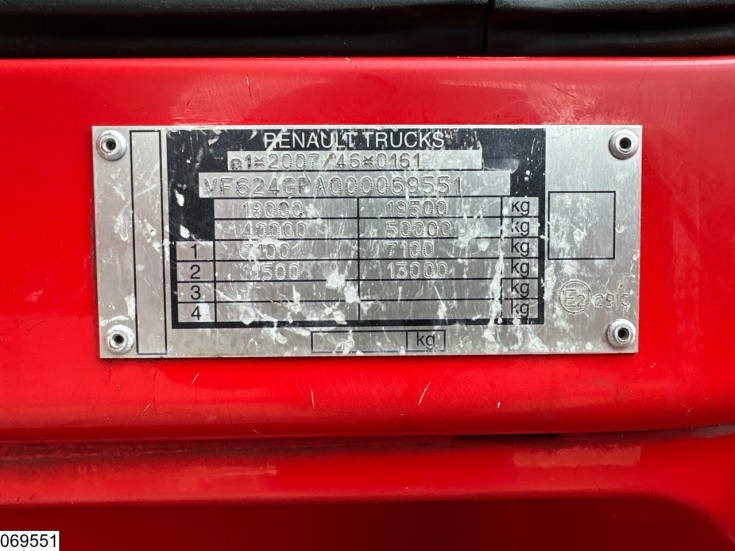 RENAULT TRUCKS
e1*2007/46*0161
VF624GPA000069551
18000 19500 kg
40000 50000 kg
1 7100 7100 kg
2 11500 13000 kg
3 kg
4 kg
kg
069551